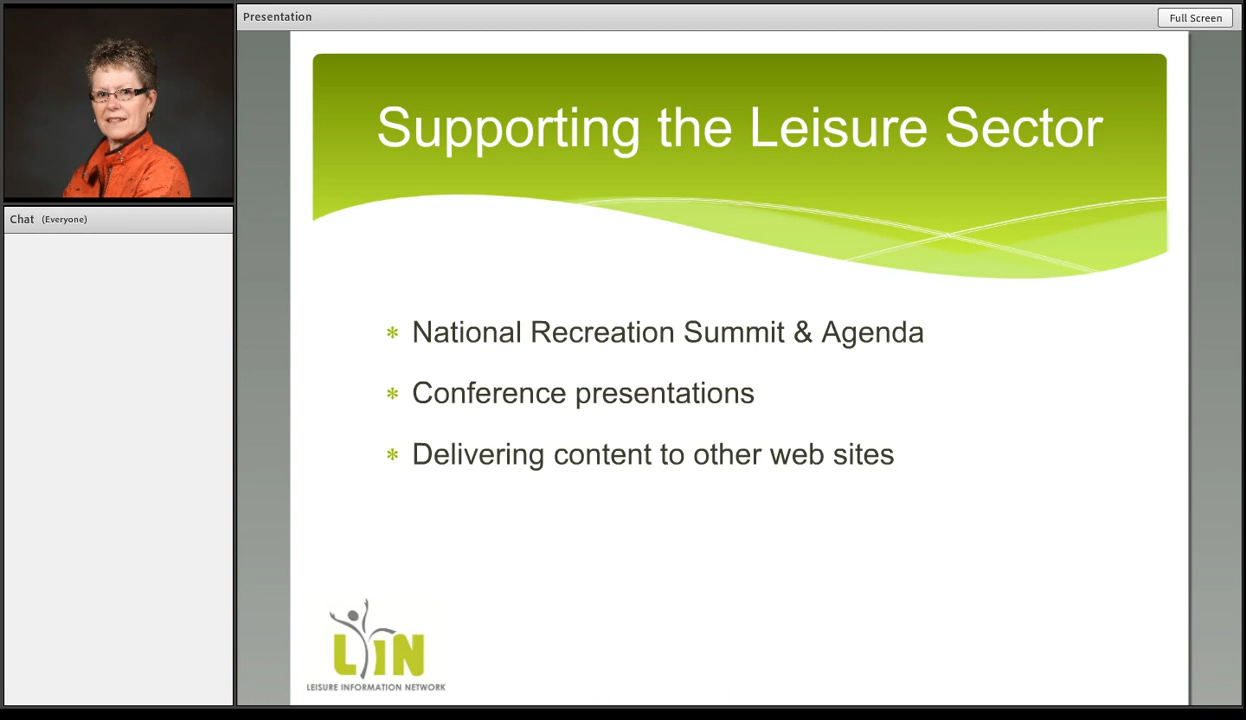 Presentation
Full Screen
Chat (Everyone)
Supporting the Leisure Sector
* National Recreation Summit & Agenda
* Conference presentations
* Delivering content to other web sites
LIN
LEISURE INFORMATION NETWORK